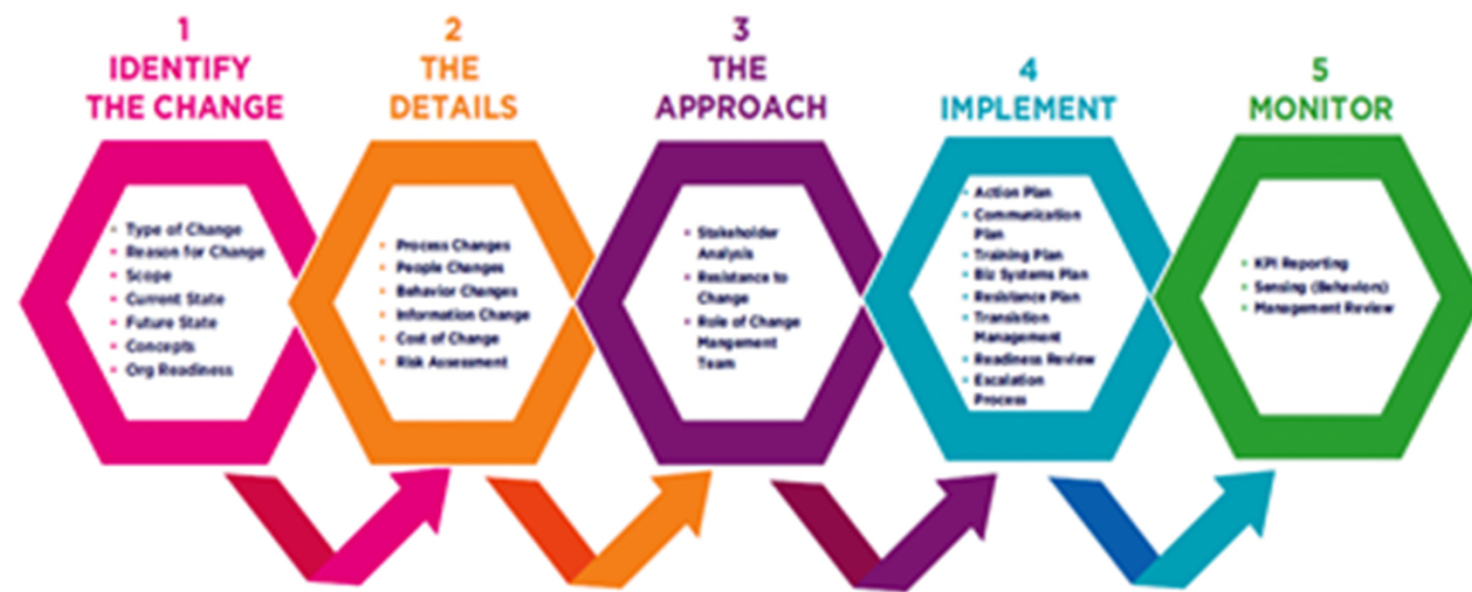 1
IDENTIFY
THE CHANGE
• Type of Change
• Reason for Change
• Scope
• Current State
• Future State
• Concepts
• Org Readiness
2
THE
DETAILS
• Process Changes
• People Changes
• Behavior Changes
• Information Change
• Cost of Change
• Risk Assessment
3
THE
APPROACH
• Stakeholder
Analysis
• Resistance to
Change
• Role of Change
Mangement
Team
4
IMPLEMENT
• Action Plan
• Communication
Plan
• Training Plan
• Biz Systems Plan
• Resistance Plan
• Transistion
Management
• Readiness Review
• Escalation
Process
5
MONITOR
• KPI Reporting
• Sensing (Behaviors)
• Management Review